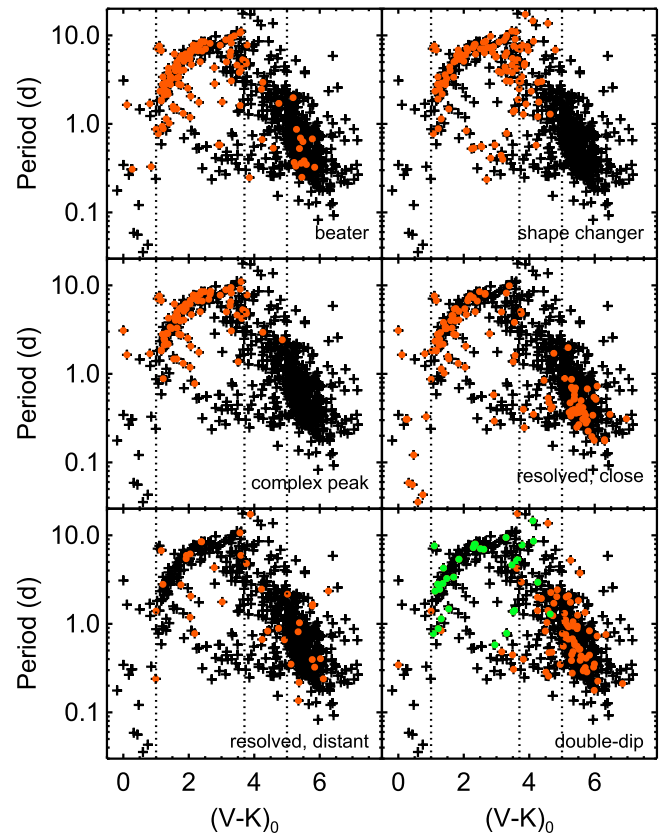 10.0
1.0
0.1
Period (d)
beater
shape changer
10.0
1.0
0.1
Period (d)
complex peak
resolved, close
10.0
1.0
0.1
Period (d)
resolved, distant
double-dip
0 2 4 6
0 2 4 6
(V-K)0
(V-K)0